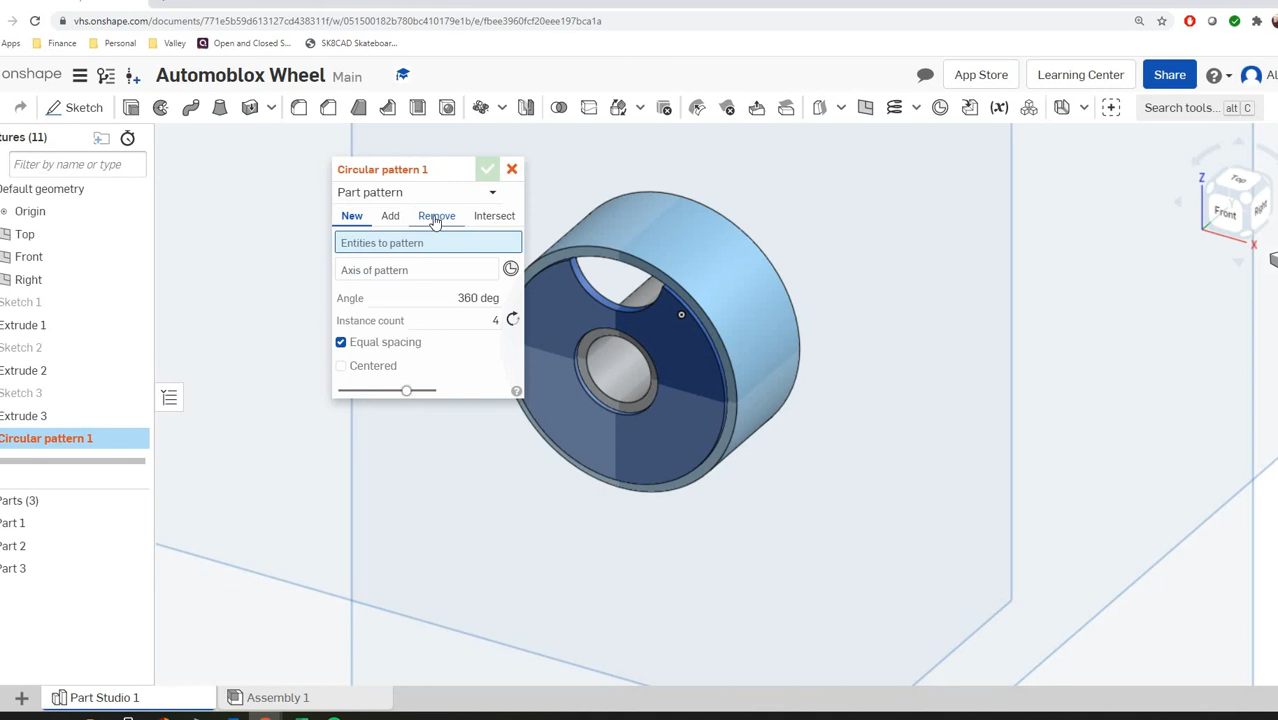 vhs.onshape.com/documents/771e5b59d613127cd438311f/w/051500182b780bc410179e1b/e/fbee3960fcf20eee197bca1a
Apps Finance Personal Valley Open and Closed S... SK8CAD Skateboar...
onshape Automoblox Wheel Main App Store Learning Center Share
Sketch Search tools... alt C
tures (11)
Filter by name or type
Default geometry
Origin
Top
Front
Right
Sketch 1
Extrude 1
Sketch 2
Extrude 2
Sketch 3
Extrude 3
Circular pattern 1
Parts (3)
Part 1
Part 2
Part 3
Circular pattern 1
Part pattern
New Add Remove Intersect
Entities to pattern
Axis of pattern
Angle 360 deg
Instance count 4
Equal spacing
Centered
Z
Top
Front Right
X
Part Studio 1 Assembly 1